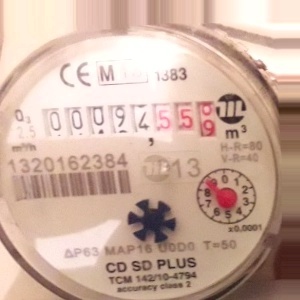 CE M 1383
Q3
2.5
m³/h
00094,559
m³
H-R=80
V-R=40
1320162384
13
x0,0001
ΔP63 MAP16 U0D0 T=50
CD SD PLUS
TCM 142/10-4794
accuracy class 2